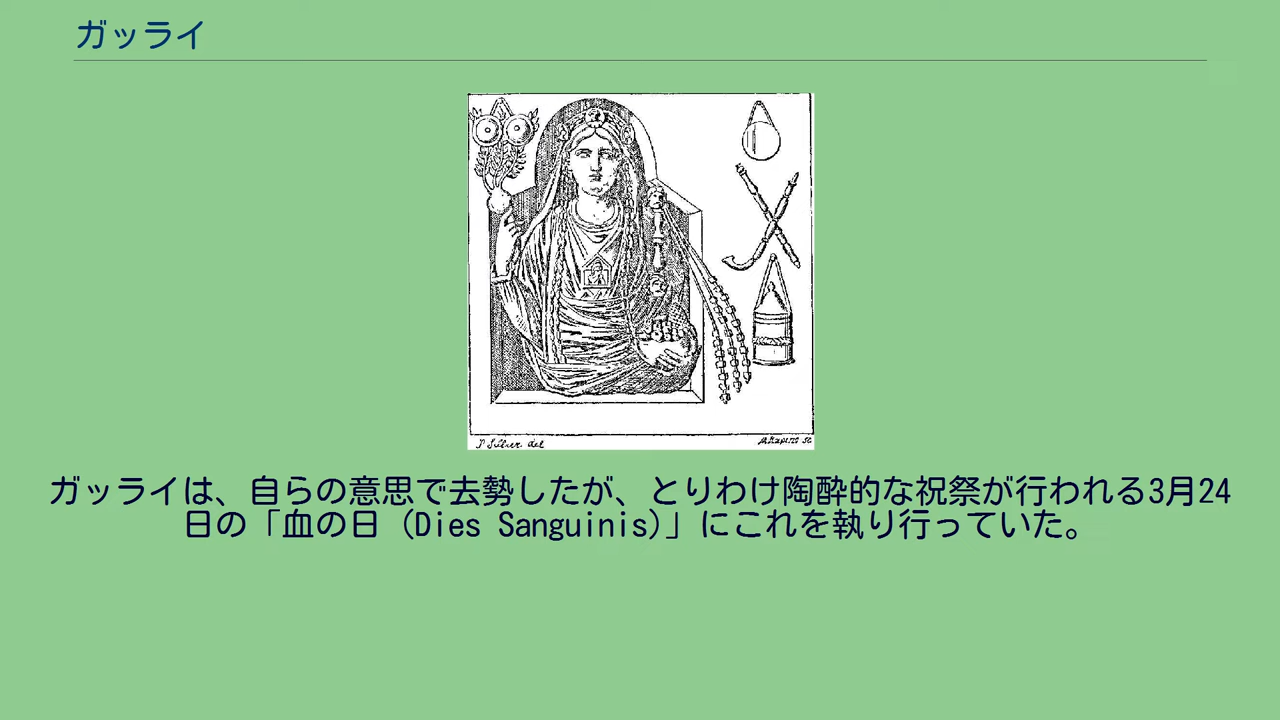 ガッライ
P Silver del
ガッライは、自らの意思で去勢したが、とりわけ陶酔的な祝祭が行われる3月24
日の「血の日 (Dies Sanguinis)」にこれを執り行っていた。